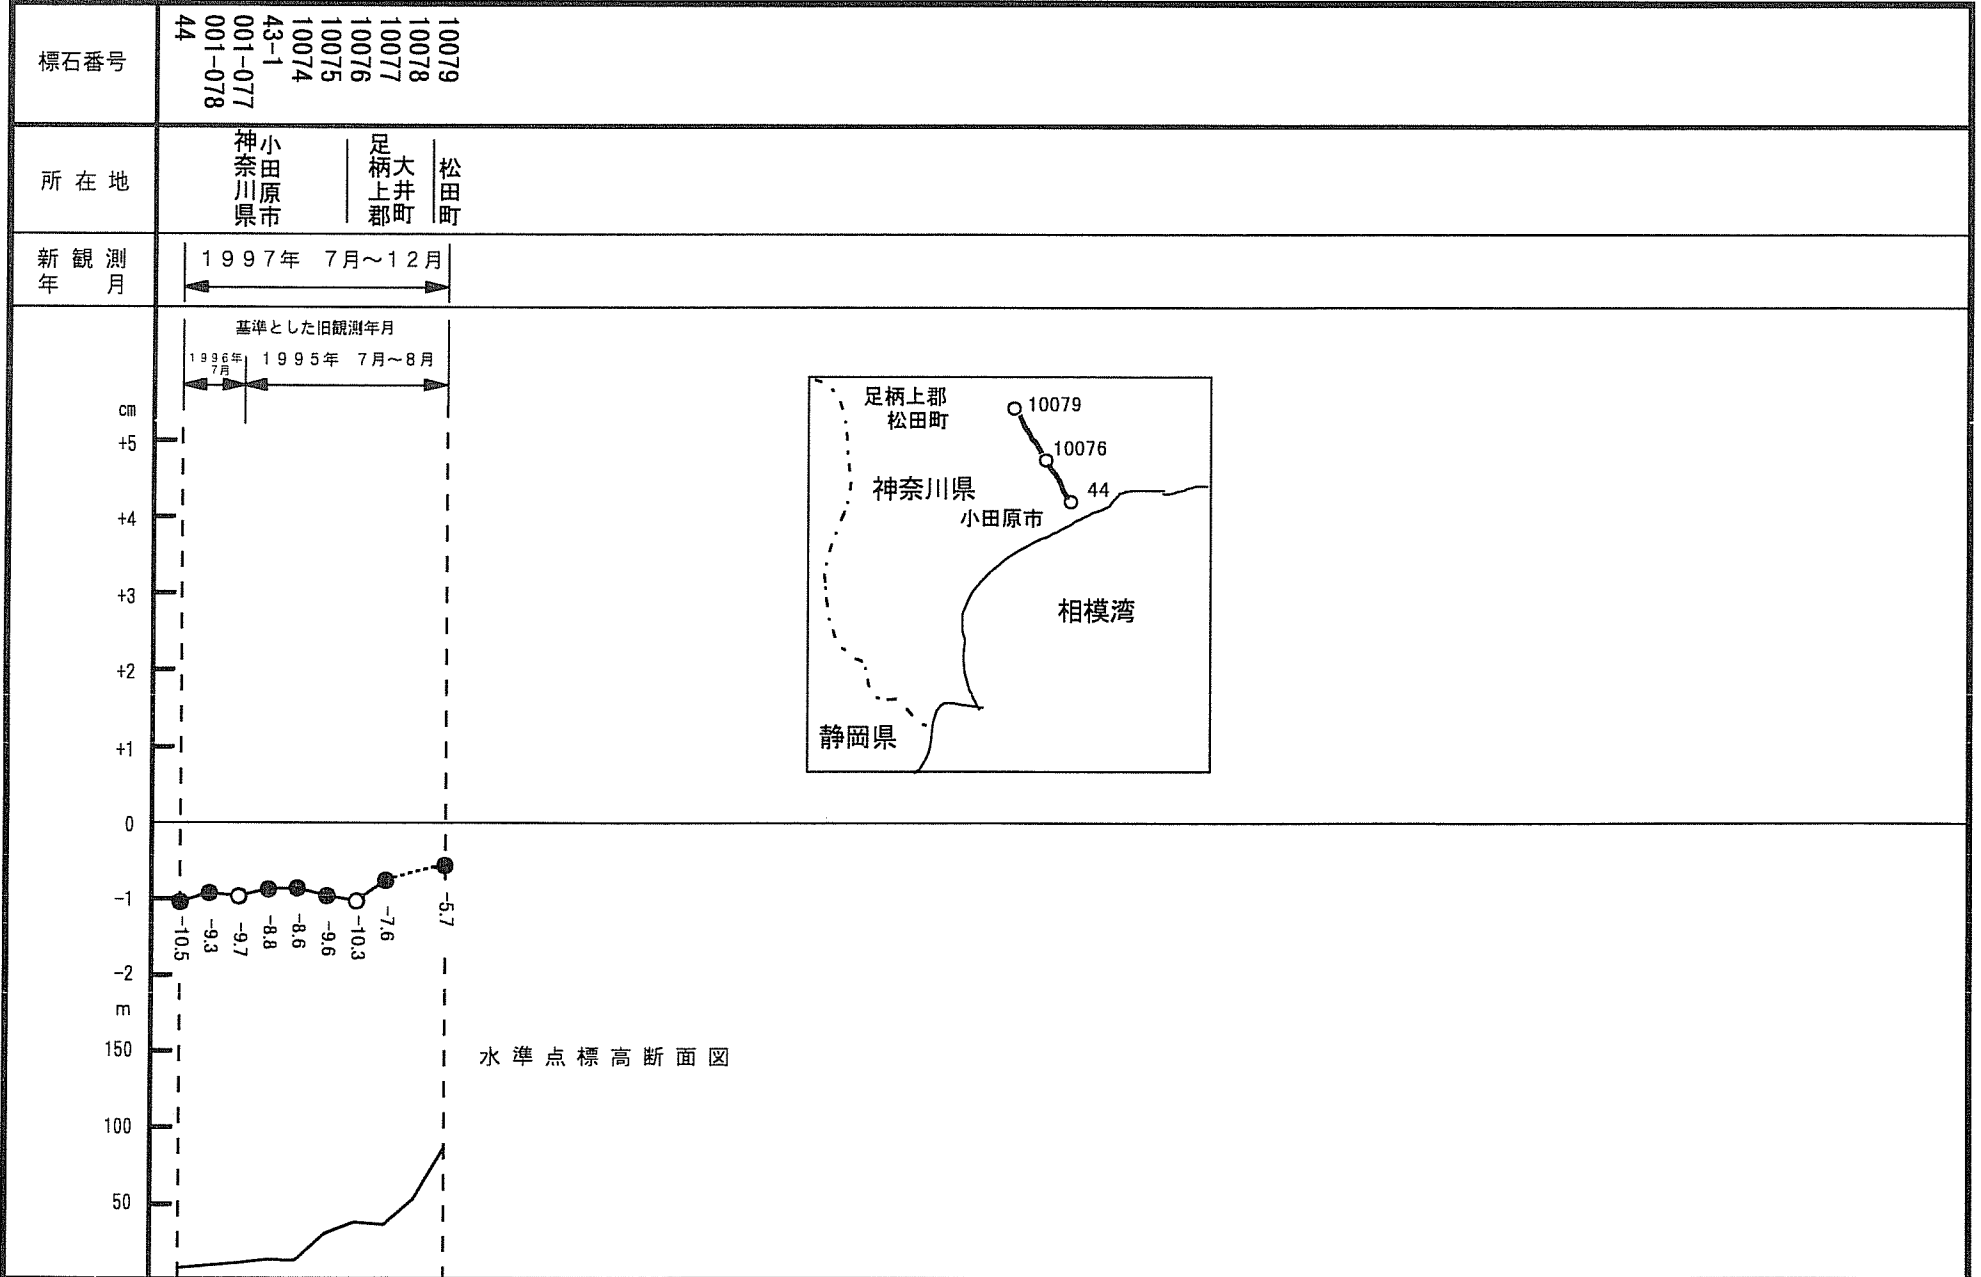 標石番号
44
001-078
001-077
43-1
10074
10075
10076
10077
10078
10079
所在地
神奈川県
小田原市
足柄上郡
大井町
松田町
新観測
年月
1997年 7月～12月
基準とした旧観測年月
1996年
7月
1995年 7月～8月
cm
+5
+4
+3
+2
+1
0
-1
-2
-10.5
-9.3
-9.7
-8.8
-8.6
-9.6
-10.3
-7.6
-5.7
足柄上郡
松田町
10079
10076
神奈川県
44
小田原市
相模湾
静岡県
m
150
100
50
水準点標高断面図